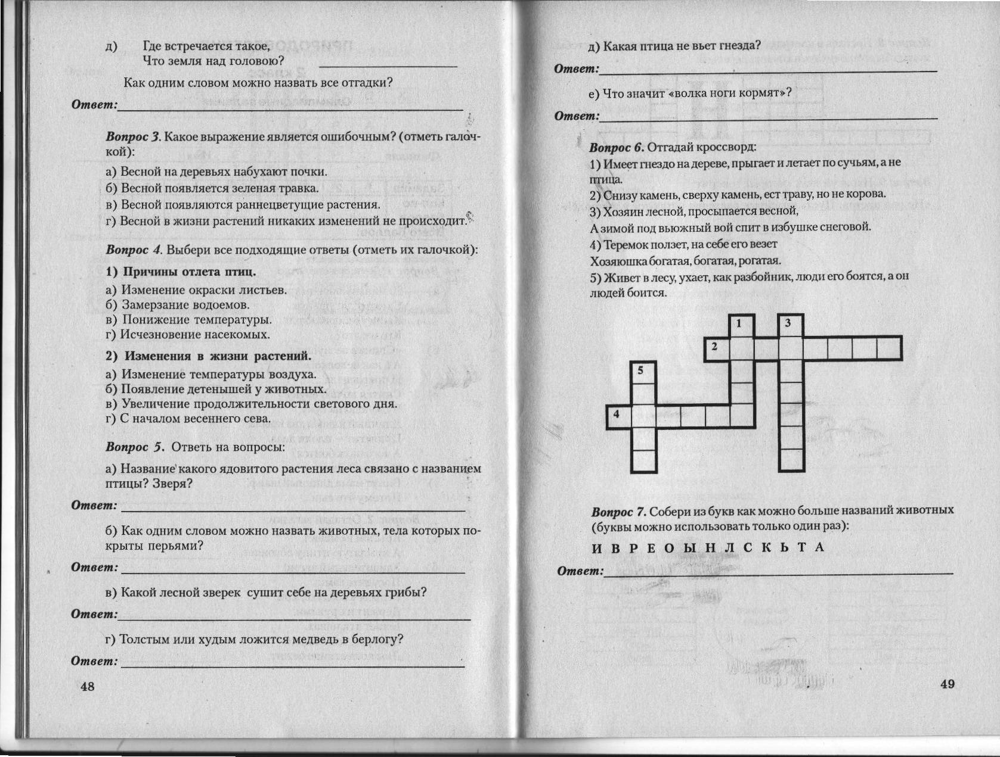 д) Где встречается такое,
Что земля над головою?
Как одним словом можно назвать все отгадки?
Ответ:
Вопрос 3. Какое выражение является ошибочным? (отметь галоч-
кой):
а) Весной на деревьях набухают почки.
б) Весной появляется зеленая травка.
в) Весной появляются раннецветущие растения.
г) Весной в жизни растений никаких изменений не происходит.
Вопрос 4. Выбери все подходящие ответы (отметь их галочкой):
1) Причины отлета птиц.
а) Изменение окраски листьев.
б) Замерзание водоемов.
в) Понижение температуры.
г) Исчезновение насекомых.
2) Изменения в жизни растений.
а) Изменение температуры воздуха.
б) Появление детенышей у животных.
в) Увеличение продолжительности светового дня.
г) С началом весеннего сева.
Вопрос 5. Ответь на вопросы:
а) Название какого ядовитого растения леса связано с названием
птицы? Зверя?
Ответ:
б) Как одним словом можно назвать животных, тела которых по-
крыты перьями?
Ответ:
в) Какой лесной зверек сушит себе на деревьях грибы?
Ответ:
г) Толстым или худым ложится медведь в берлогу?
Ответ:
48
д) Какая птица не вьет гнезда?
Ответ:
е) Что значит «волка ноги кормят»?
Ответ:
Вопрос 6. Отгадай кроссворд:
1) Имеет гнездо на дереве, прыгает и летает по сучьям, а не
птица.
2) Снизу камень, сверху камень, ест траву, но не корова.
3) Хозяин лесной, просыпается весной,
А зимой под вьюжный вой спит в избушке снеговой.
4) Теремок ползет, на себе его везет
Хозяюшка богатая, богатая, рогатая.
5) Живет в лесу, ухает, как разбойник, люди его боятся, а он
людей боится.
1 3
2
5
4
Вопрос 7. Собери из букв как можно больше названий животных
(буквы можно использовать только один раз):
И В Р Е О Ы Н Л С К Ь Т А
Ответ:
49